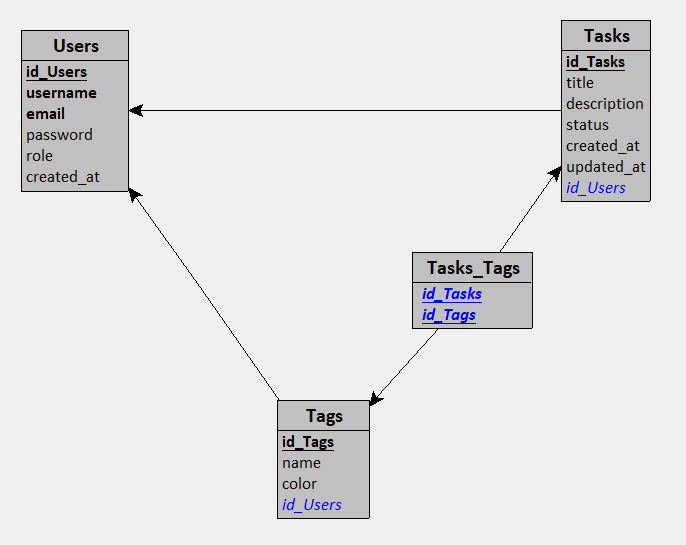 Users
id_Users
username
email
password
role
created_at
Tasks
id_Tasks
title
description
status
created_at
updated_at
id_Users
Tasks_Tags
id_Tasks
id_Tags
Tags
id_Tags
name
color
id_Users